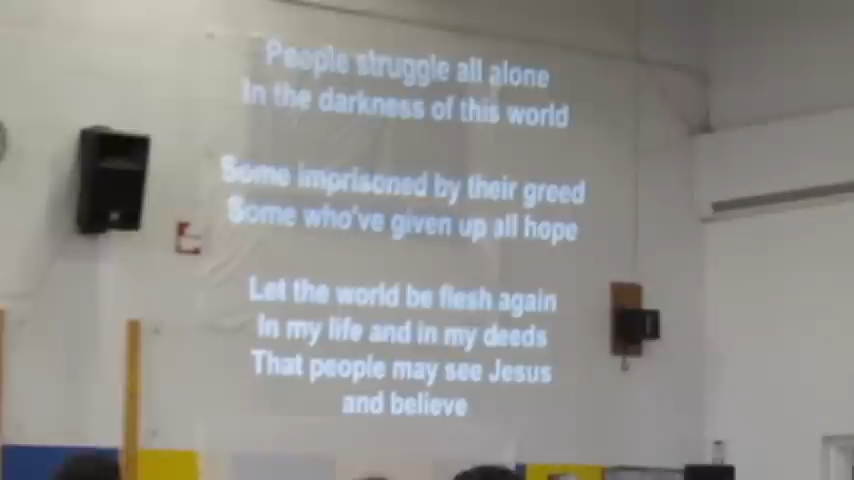 People struggle all alone
In the darkness of this world
Some imprisoned by their greed
Some who've given up all hope
Let the world be flesh again
In my life and in my deeds
That people may see Jesus
and believe